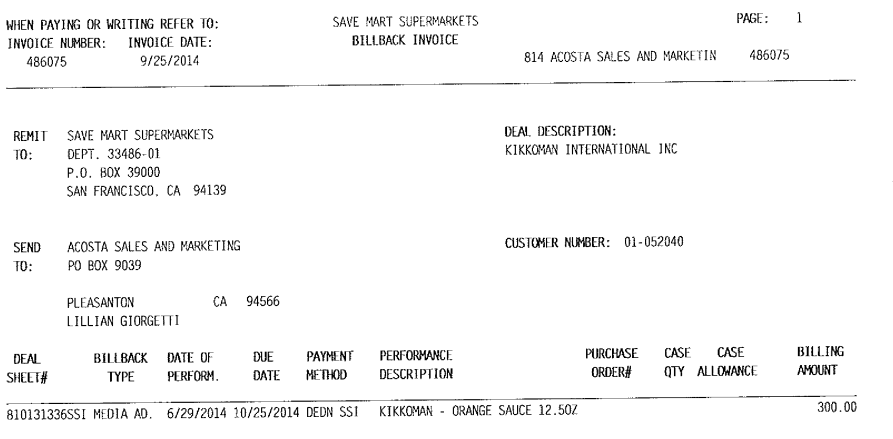 WHEN PAYING OR WRITING REFER TO: SAVE MART SUPERMARKETS PAGE: 1
INVOICE NUMBER: INVOICE DATE: BILLBACK INVOICE
486075 9/25/2014 814 ACOSTA SALES AND MARKETIN 486075
REMIT SAVE MART SUPERMARKETS DEAL DESCRIPTION:
TO: DEPT. 33486-01 KIKKOMAN INTERNATIONAL INC
P.O. BOX 39000
SAN FRANCISCO, CA 94139
SEND ACOSTA SALES AND MARKETING CUSTOMER NUMBER: 01-052040
TO: PO BOX 9039
PLEASANTON CA 94566
LILLIAN GIORGETTI
DEAL BILLBACK DATE OF DUE PAYMENT PERFORMANCE PURCHASE CASE CASE BILLING
SHEET# TYPE PERFORM. DATE METHOD DESCRIPTION ORDER# QTY ALLOWANCE AMOUNT
810131336SSI MEDIA AD. 6/29/2014 10/25/2014 DEDN SSI KIKKOMAN - ORANGE SAUCE 12.5OZ 300.00